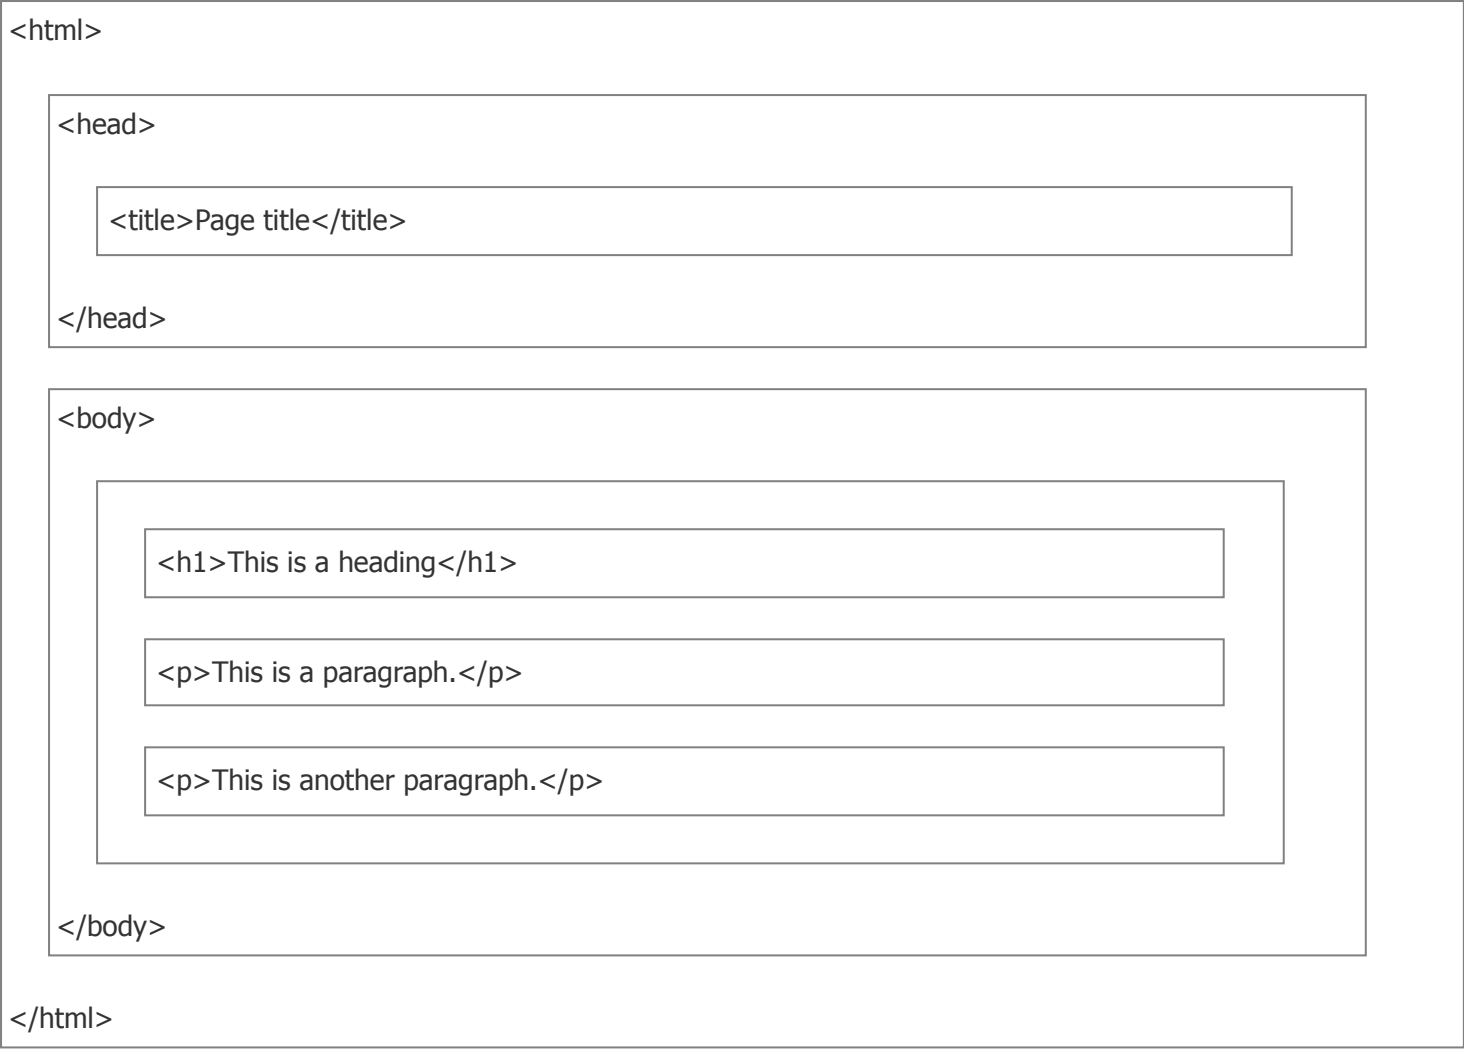 <html>
<head>
<title>Page title</title>
</head>
<body>
<h1>This is a heading</h1>
<p>This is a paragraph.</p>
<p>This is another paragraph.</p>
</body>
</html>